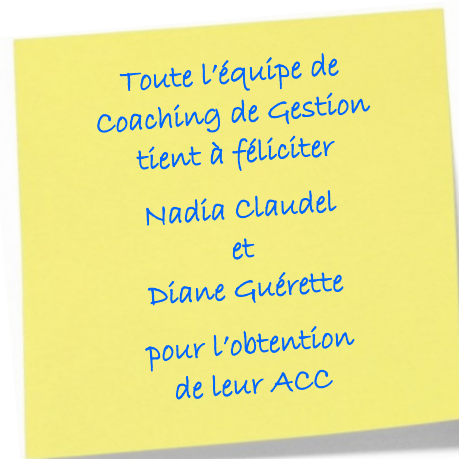 Toute l'équipe de
Coaching de Gestion
tient à féliciter
Nadia Claudel
et
Diane Guérette
pour l'obtention
de leur ACC